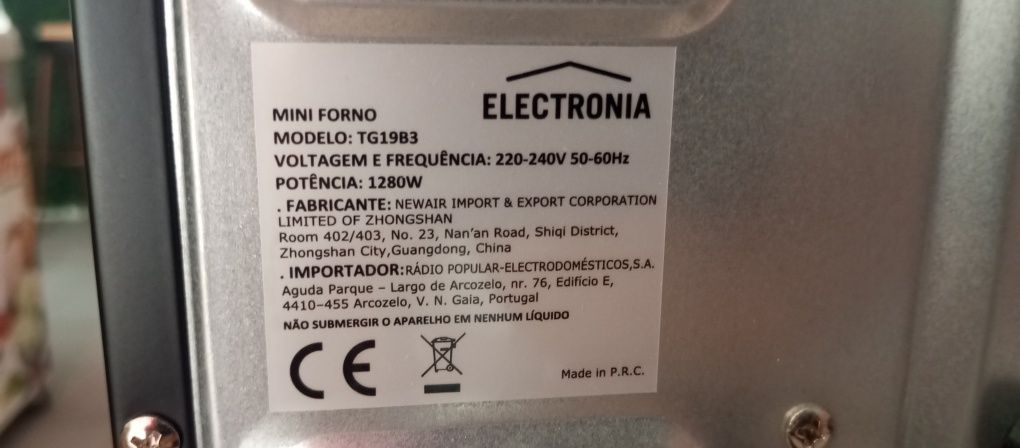 ELECTRONIA
MINI FORNO
MODELO: TG19B3
VOLTAGEM E FREQUÊNCIA: 220-240V 50-60Hz
POTÊNCIA: 1280W
. FABRICANTE: NEWAIR IMPORT & EXPORT CORPORATION
LIMITED OF ZHONGSHAN
Room 402/403, No. 23, Nan'an Road, Shiqi District,
Zhongshan City,Guangdong, China
. IMPORTADOR:RÁDIO POPULAR-ELECTRODOMÉSTICOS,S.A.
Aguda Parque – Largo de Arcozelo, nr. 76, Edifício E,
4410–455 Arcozelo, V. N. Gaia, Portugal
NÃO SUBMERGIR O APARELHO EM NENHUM LÍQUIDO
CE
Made in P.R.C.